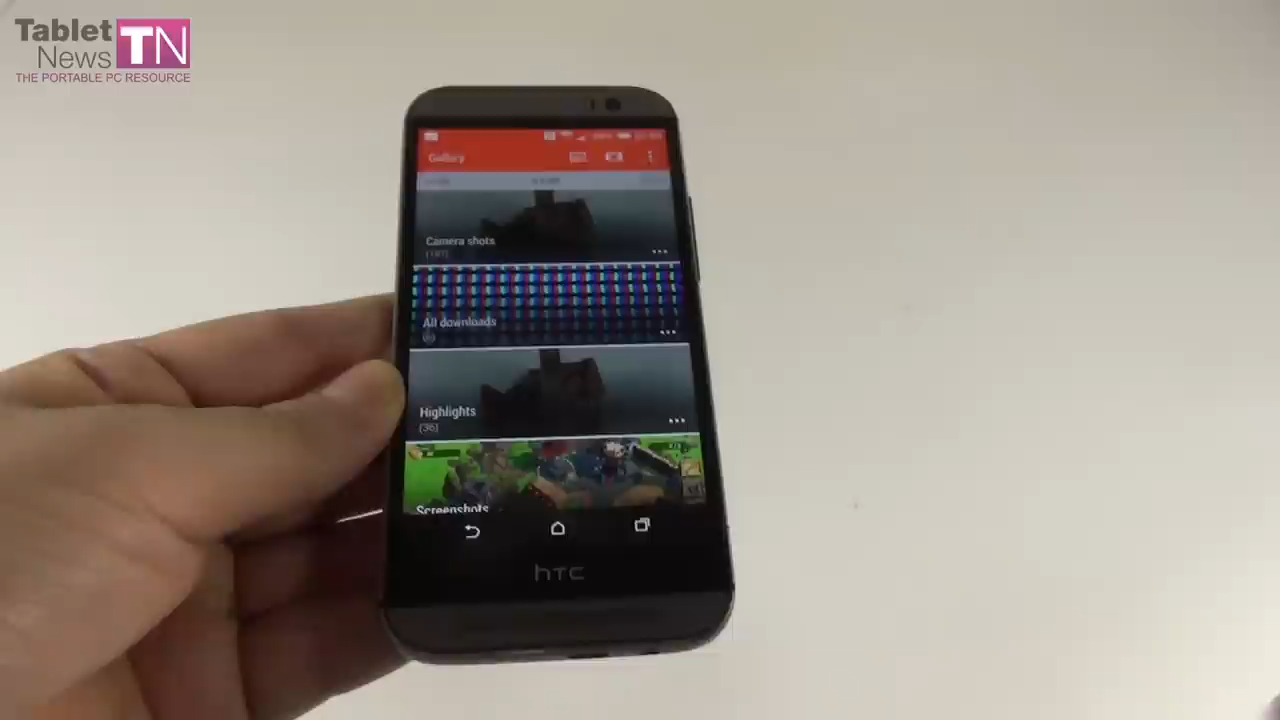 Tablet
News TN
THE PORTABLE PC RESOURCE
Gallery
Camera shots
All downloads
Highlights
(36)
Screenshots
hTC